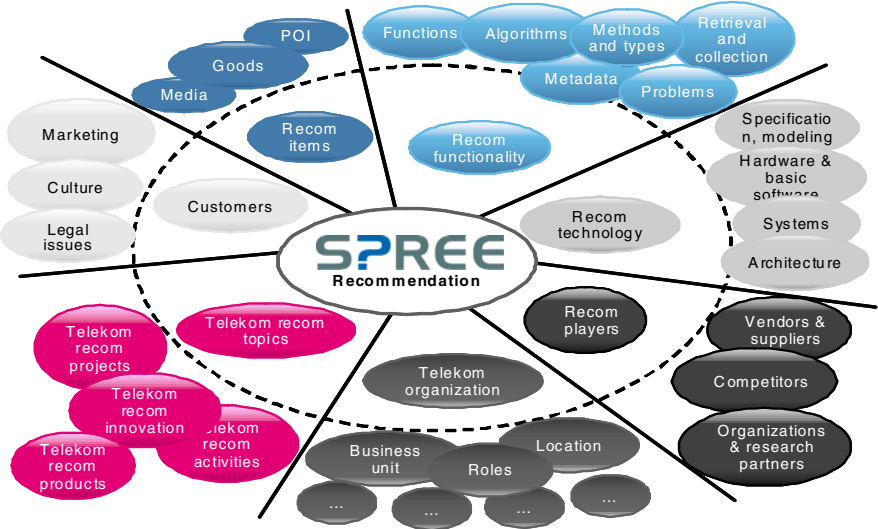 POI
Goods
Media
Recom
items
Functions
Algorithms
Methods
and types
Retrieval
and
collection
Metadata
Problems
Recom
functionality
Marketing
Culture
Legal
issues
Customers
Specificatio
n, modeling
Hardware &
basic
software
Systems
Architecture
Recom
technology
SPREE
Recommendation
Telekom recom
topics
Telekom
recom
projects
Telekom
recom
innovation
Telekom
recom
activities
Telekom
recom
products
Recom
players
Vendors &
suppliers
Competitors
Organizations
& research
partners
Telekom
organization
Business
unit
Roles
Location
...
...
...
...